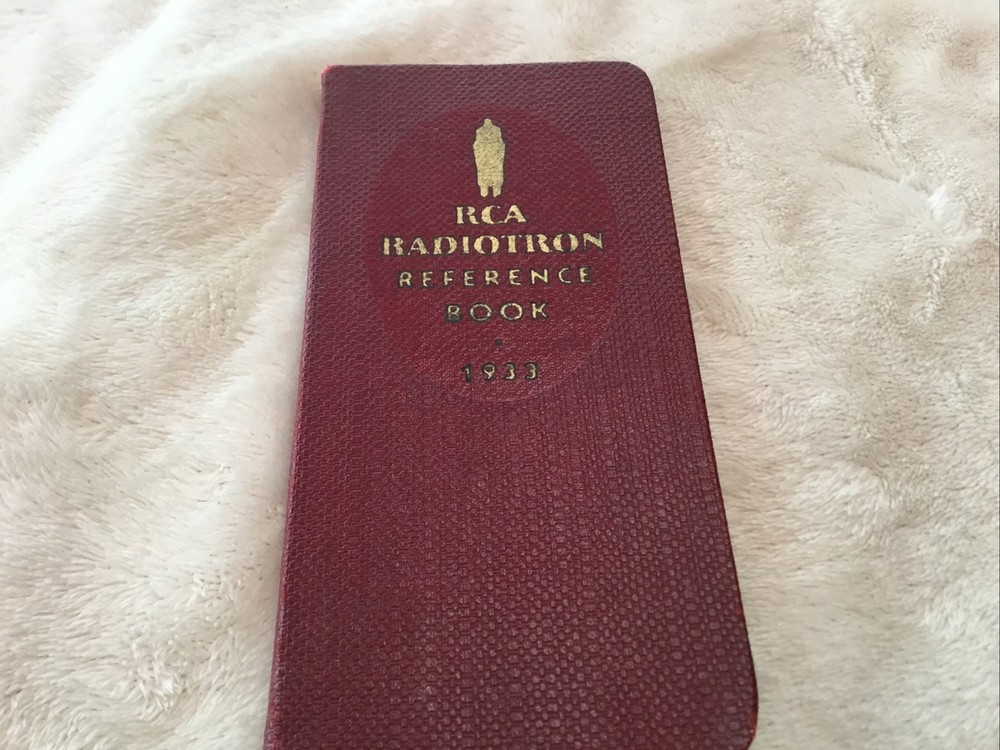 RCA
RADIOTRON
REFERENCE
BOOK
1933